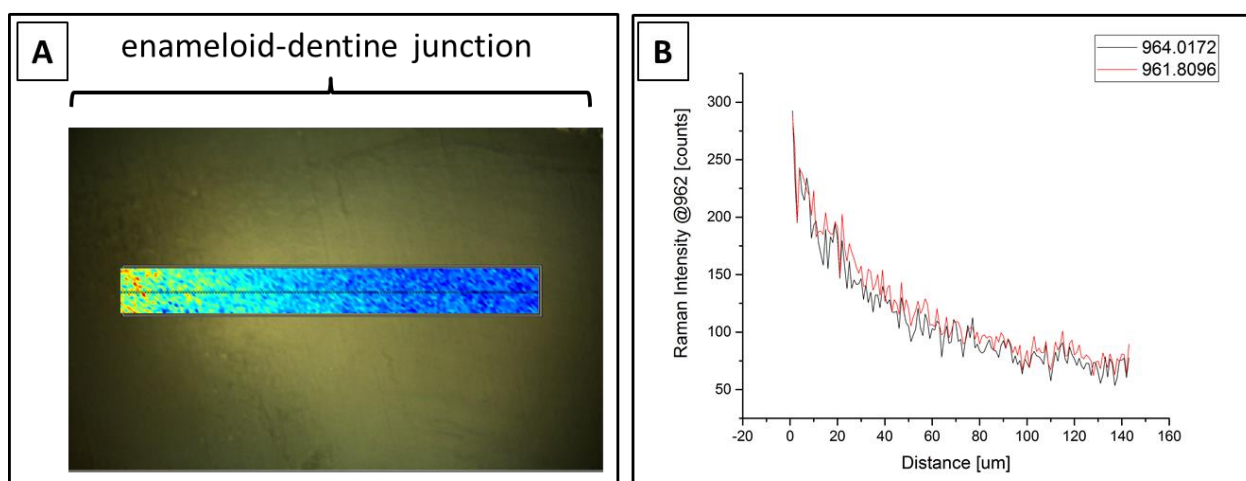 A
enameloid-dentine junction
B
964.0172
961.8096
Raman Intensity @962 [counts]
300
250
200
150
100
50
-20 0 20 40 60 80 100 120 140 160
Distance [um]